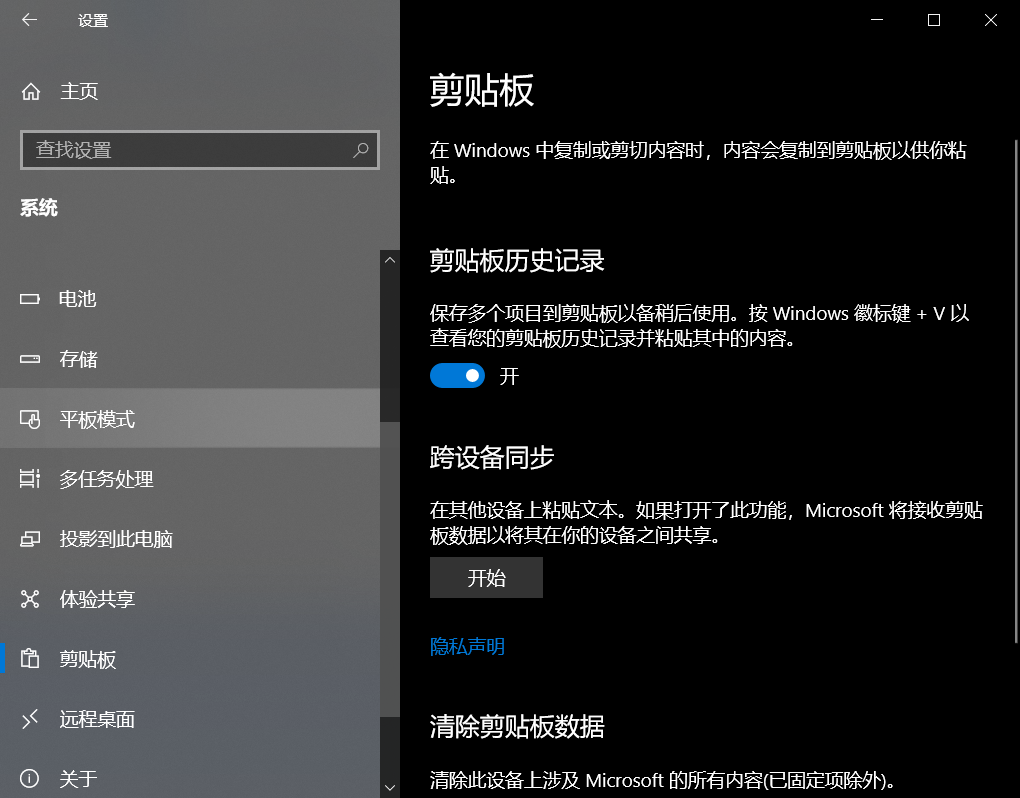 设置
主页
查找设置
系统
电池
存储
平板模式
多任务处理
投影到此电脑
体验共享
剪贴板
远程桌面
关于
剪贴板
在 Windows 中复制或剪切内容时，内容会复制到剪贴板以供你粘
贴。
剪贴板历史记录
保存多个项目到剪贴板以备稍后使用。按 Windows 徽标键 + V 以
查看您的剪贴板历史记录并粘贴其中的内容。
开
跨设备同步
在其他设备上粘贴文本。如果打开了此功能，Microsoft 将接收剪贴
板数据以将其在你的设备之间共享。
开始
隐私声明
清除剪贴板数据
清除此设备上涉及 Microsoft 的所有内容(已固定项除外)。